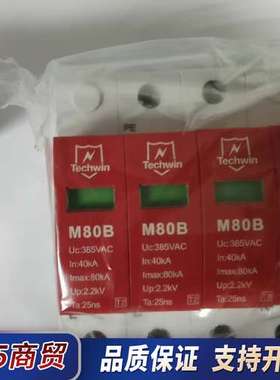 PE
Techwin
Techwin
Techwin
M80B
M80B
M80B
Uc:385VAC
Uc:385VAC
Uc:385VAC
In:40kA
In:40kA
In:40kA
Imax:80kA
Imax:80kA
Imax:80kA
Up:2.2kV
Up:2.2kV
Up:2.2kV
Ta:25ns
Ta:25ns
Ta:25ns
5商贸
品质保证 支持开